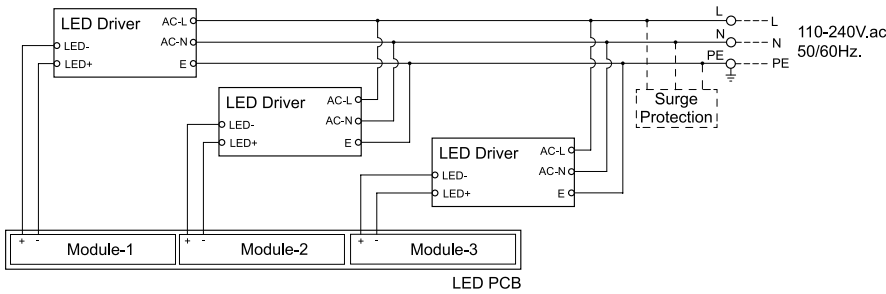 LED Driver
AC-L
AC-N
E
LED-
LED+
LED Driver
AC-L
AC-N
E
LED-
LED+
LED Driver
AC-L
AC-N
E
LED-
LED+
L
N
PE
L
N
PE
110-240V.ac
50/60Hz.
Surge
Protection
+ -
Module-1
+ -
Module-2
+ -
Module-3
LED PCB